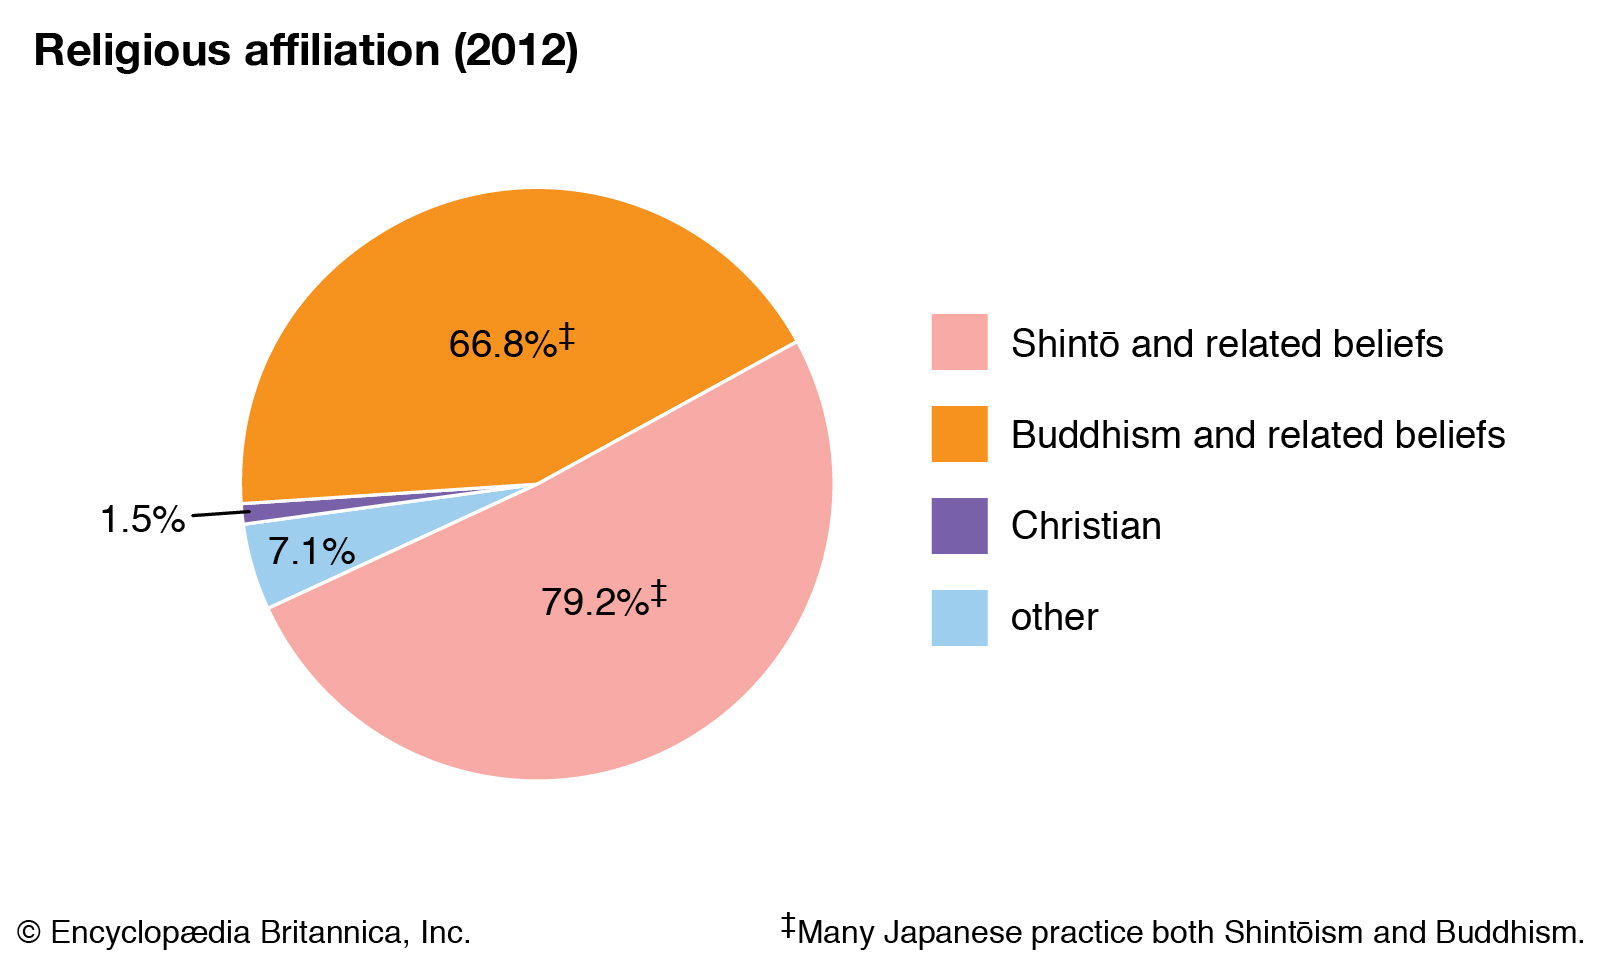 Religious affiliation (2012)
66.8%‡
1.5%
7.1%
79.2%‡
Shintō and related beliefs
Buddhism and related beliefs
Christian
other
© Encyclopædia Britannica, Inc.
‡Many Japanese practice both Shintōism and Buddhism.